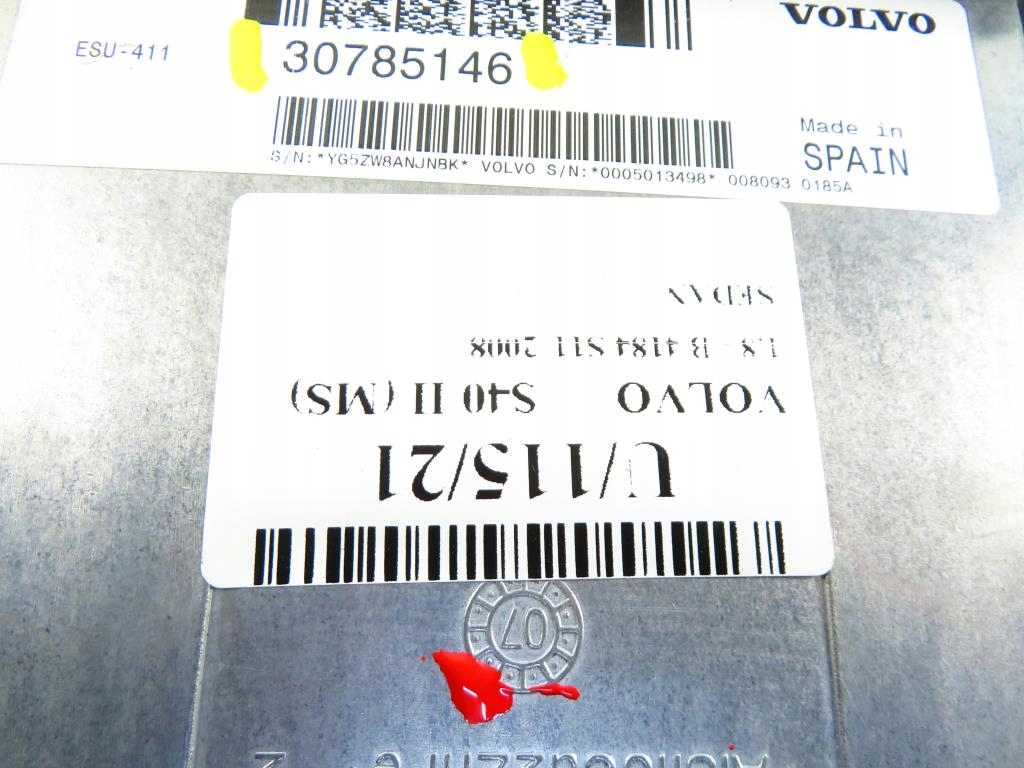 VOLVO
ESU-411
30785146
Made in
SPAIN
S/N:*YG5ZW8ANJNBK* VOLVO S/N:*0005013498* 008093 0185A
U/115/21
VOLVO S40 II (MS)
1.8 - B 4184 S11 2008
SEDAN
07